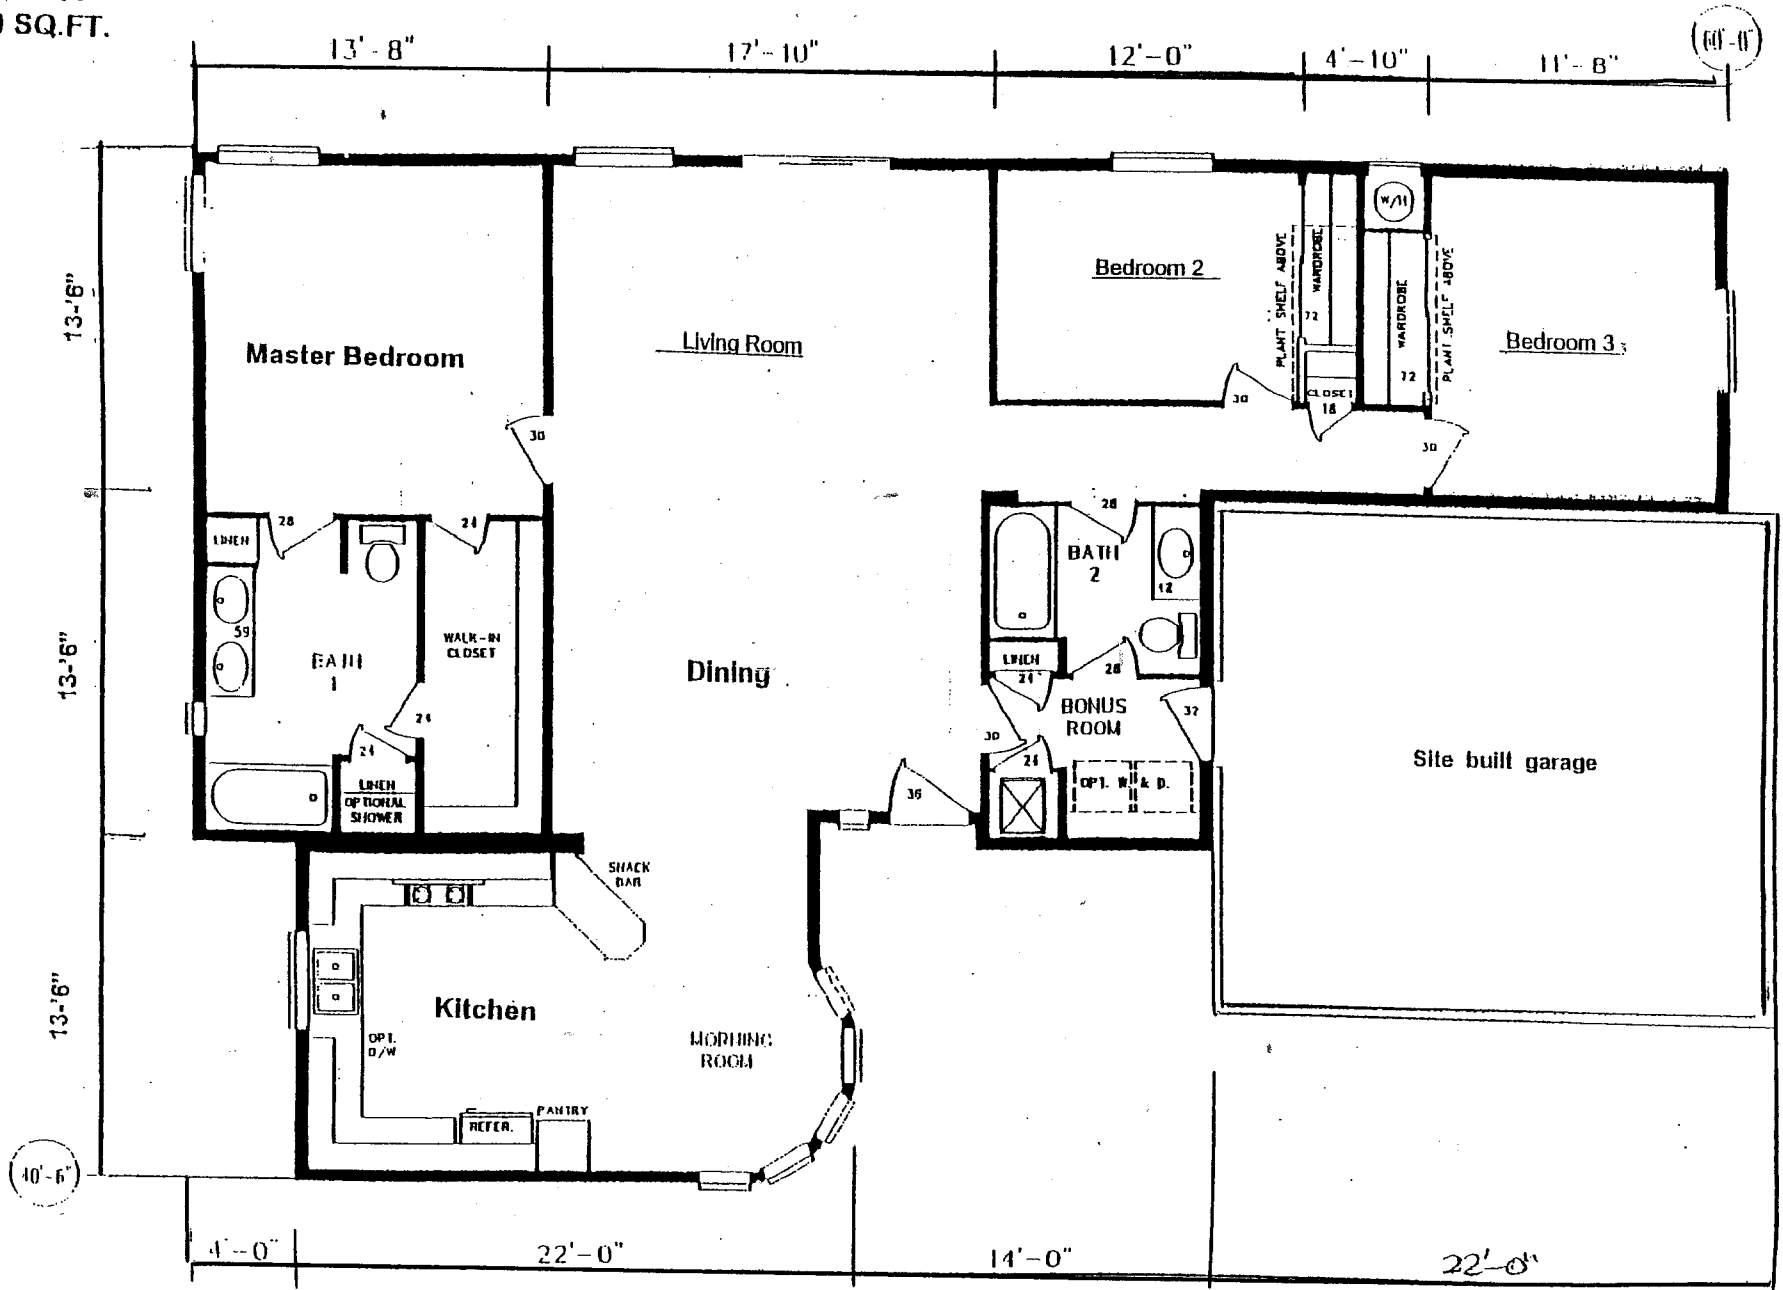 SQ.FT.
13'-8"
17'-10"
12'-0"
4'-10"
11'-8"
60'-0"
13-'6"
13-'6"
13-'6"
40'-6"
Master Bedroom
Living Room
Bedroom 2
Bedroom 3
PLANT SHELF ABOVE
WARDROBE
72
W/H
WARDROBE
72
PLANT SHELF ABOVE
CLOSET
18
30
30
30
28
LINEN
24
28
BATH
2
42
59
BATH
1
WALK-IN
CLOSET
24
24
LINEN
OPTIONAL
SHOWER
Dining
LINEN
24
28
BONUS
ROOM
32
30
24
OPT. W. & D.
36
Site built garage
SNACK
BAR
Kitchen
OPT.
D/W
MORNING
ROOM
REFER.
PANTRY
4'-0"
22'-0"
14'-0"
22'-0"